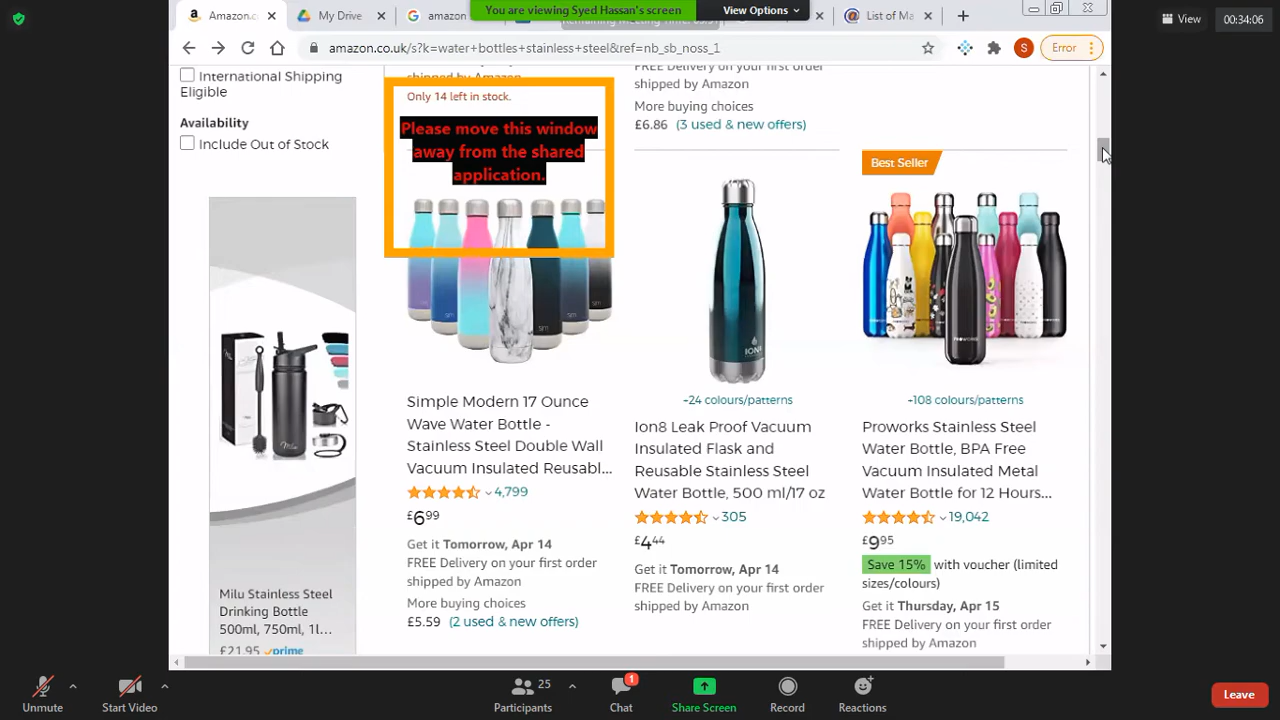 Amazon.c
My Drive
amazon
You are viewing Syed Hassan's screen
View Options
List of Ma
View
00:34:06
amazon.co.uk/s?k=water+bottles+stainless+steel&ref=nb_sb_noss_1
S
Error
International Shipping
Eligible
Availability
Include Out of Stock
shipped by Amazon
Only 14 left in stock.
Please move this window
away from the shared
application.
FREE Delivery on your first order
shipped by Amazon
More buying choices
£6.86 (3 used & new offers)
Best Seller
Milu Stainless Steel
Drinking Bottle
500ml, 750ml, 1l...
£21.95 prime
Simple Modern 17 Ounce
Wave Water Bottle -
Stainless Steel Double Wall
Vacuum Insulated Reusabl...
4,799
£6.99
Get it Tomorrow, Apr 14
FREE Delivery on your first order
shipped by Amazon
More buying choices
£5.59 (2 used & new offers)
ION8
+24 colours/patterns
Ion8 Leak Proof Vacuum
Insulated Flask and
Reusable Stainless Steel
Water Bottle, 500 ml/17 oz
305
£4.44
Get it Tomorrow, Apr 14
FREE Delivery on your first order
shipped by Amazon
PROWORKS
+108 colours/patterns
Proworks Stainless Steel
Water Bottle, BPA Free
Vacuum Insulated Metal
Water Bottle for 12 Hours...
19,042
£9.95
Save 15% with voucher (limited
sizes/colours)
Get it Thursday, Apr 15
FREE Delivery on your first order
shipped by Amazon
Unmute
Start Video
25
Participants
1
Chat
Share Screen
Record
Reactions
Leave